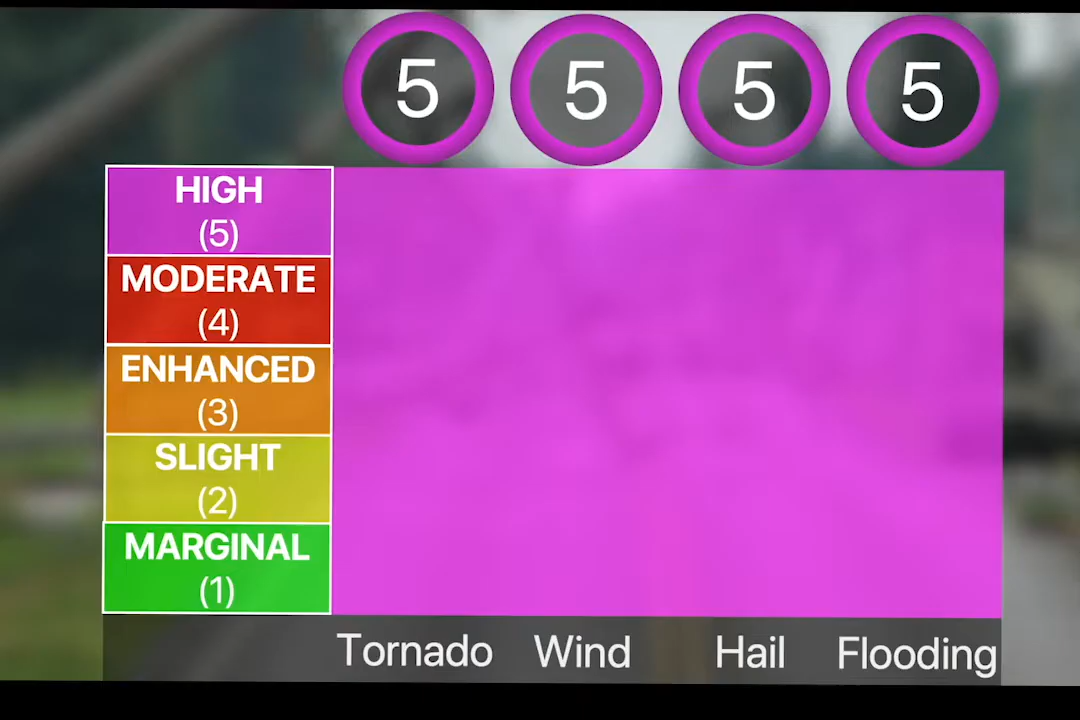 5 5 5 5
HIGH
(5)
MODERATE
(4)
ENHANCED
(3)
SLIGHT
(2)
MARGINAL
(1)
Tornado Wind Hail Flooding